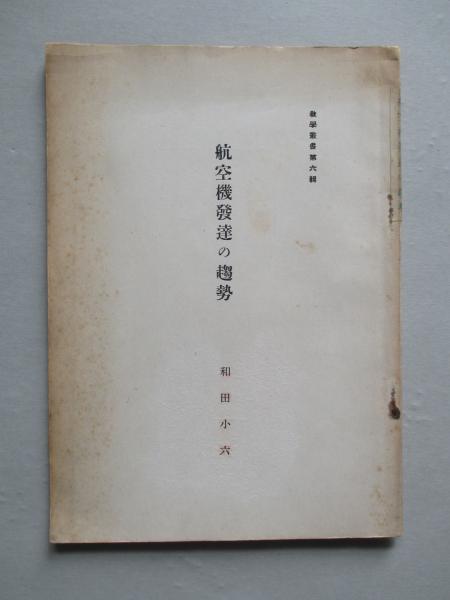 教學叢書第六輯
航空機發達の趨勢
和田小六